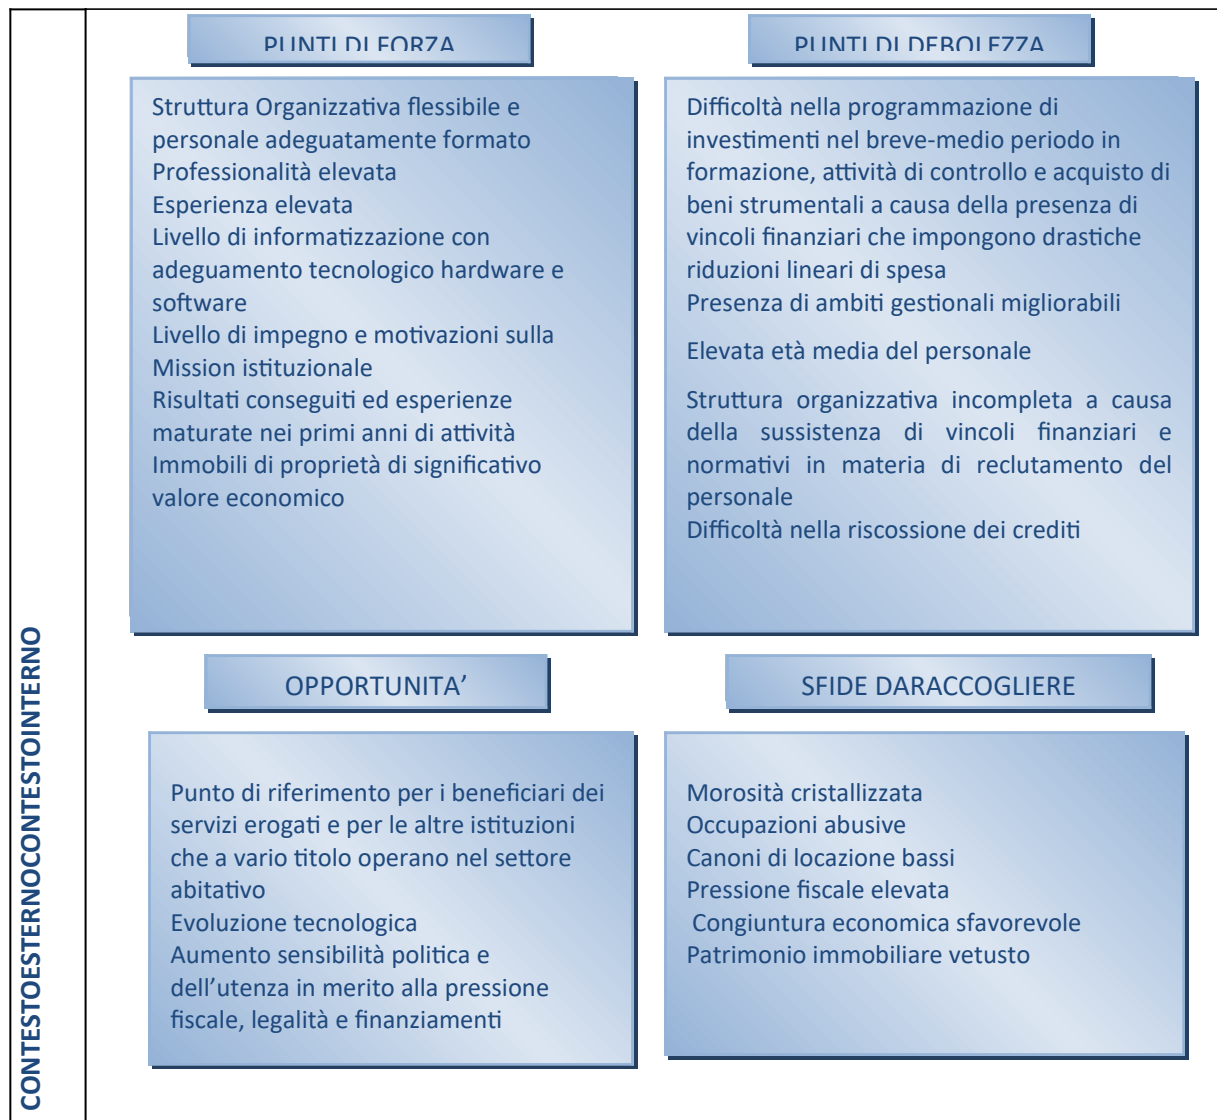 PUNTI DI FORZA
Struttura Organizzativa flessibile e
personale adeguatamente formato
Professionalità elevata
Esperienza elevata
Livello di informatizzazione con
adeguamento tecnologico hardware e
software
Livello di impegno e motivazioni sulla
Mission istituzionale
Risultati conseguiti ed esperienze
maturate nei primi anni di attività
Immobili di proprietà di significativo
valore economico
PUNTI DI DEBOLEZZA
Difficoltà nella programmazione di
investimenti nel breve-medio periodo in
formazione, attività di controllo e acquisto di
beni strumentali a causa della presenza di
vincoli finanziari che impongono drastiche
riduzioni lineari di spesa
Presenza di ambiti gestionali migliorabili
Elevata età media del personale
Struttura organizzativa incompleta a causa
della sussistenza di vincoli finanziari e
normativi in materia di reclutamento del
personale
Difficoltà nella riscossione dei crediti
OPPORTUNITA’
Punto di riferimento per i beneficiari dei
servizi erogati e per le altre istituzioni
che a vario titolo operano nel settore
abitativo
Evoluzione tecnologica
Aumento sensibilità politica e
dell’utenza in merito alla pressione
fiscale, legalità e finanziamenti
SFIDE DARACCOGLIERE
Morosità cristallizzata
Occupazioni abusive
Canoni di locazione bassi
Pressione fiscale elevata
Congiuntura economica sfavorevole
Patrimonio immobiliare vetusto
CONTESTOESTERNOCONTESTOINTERNO